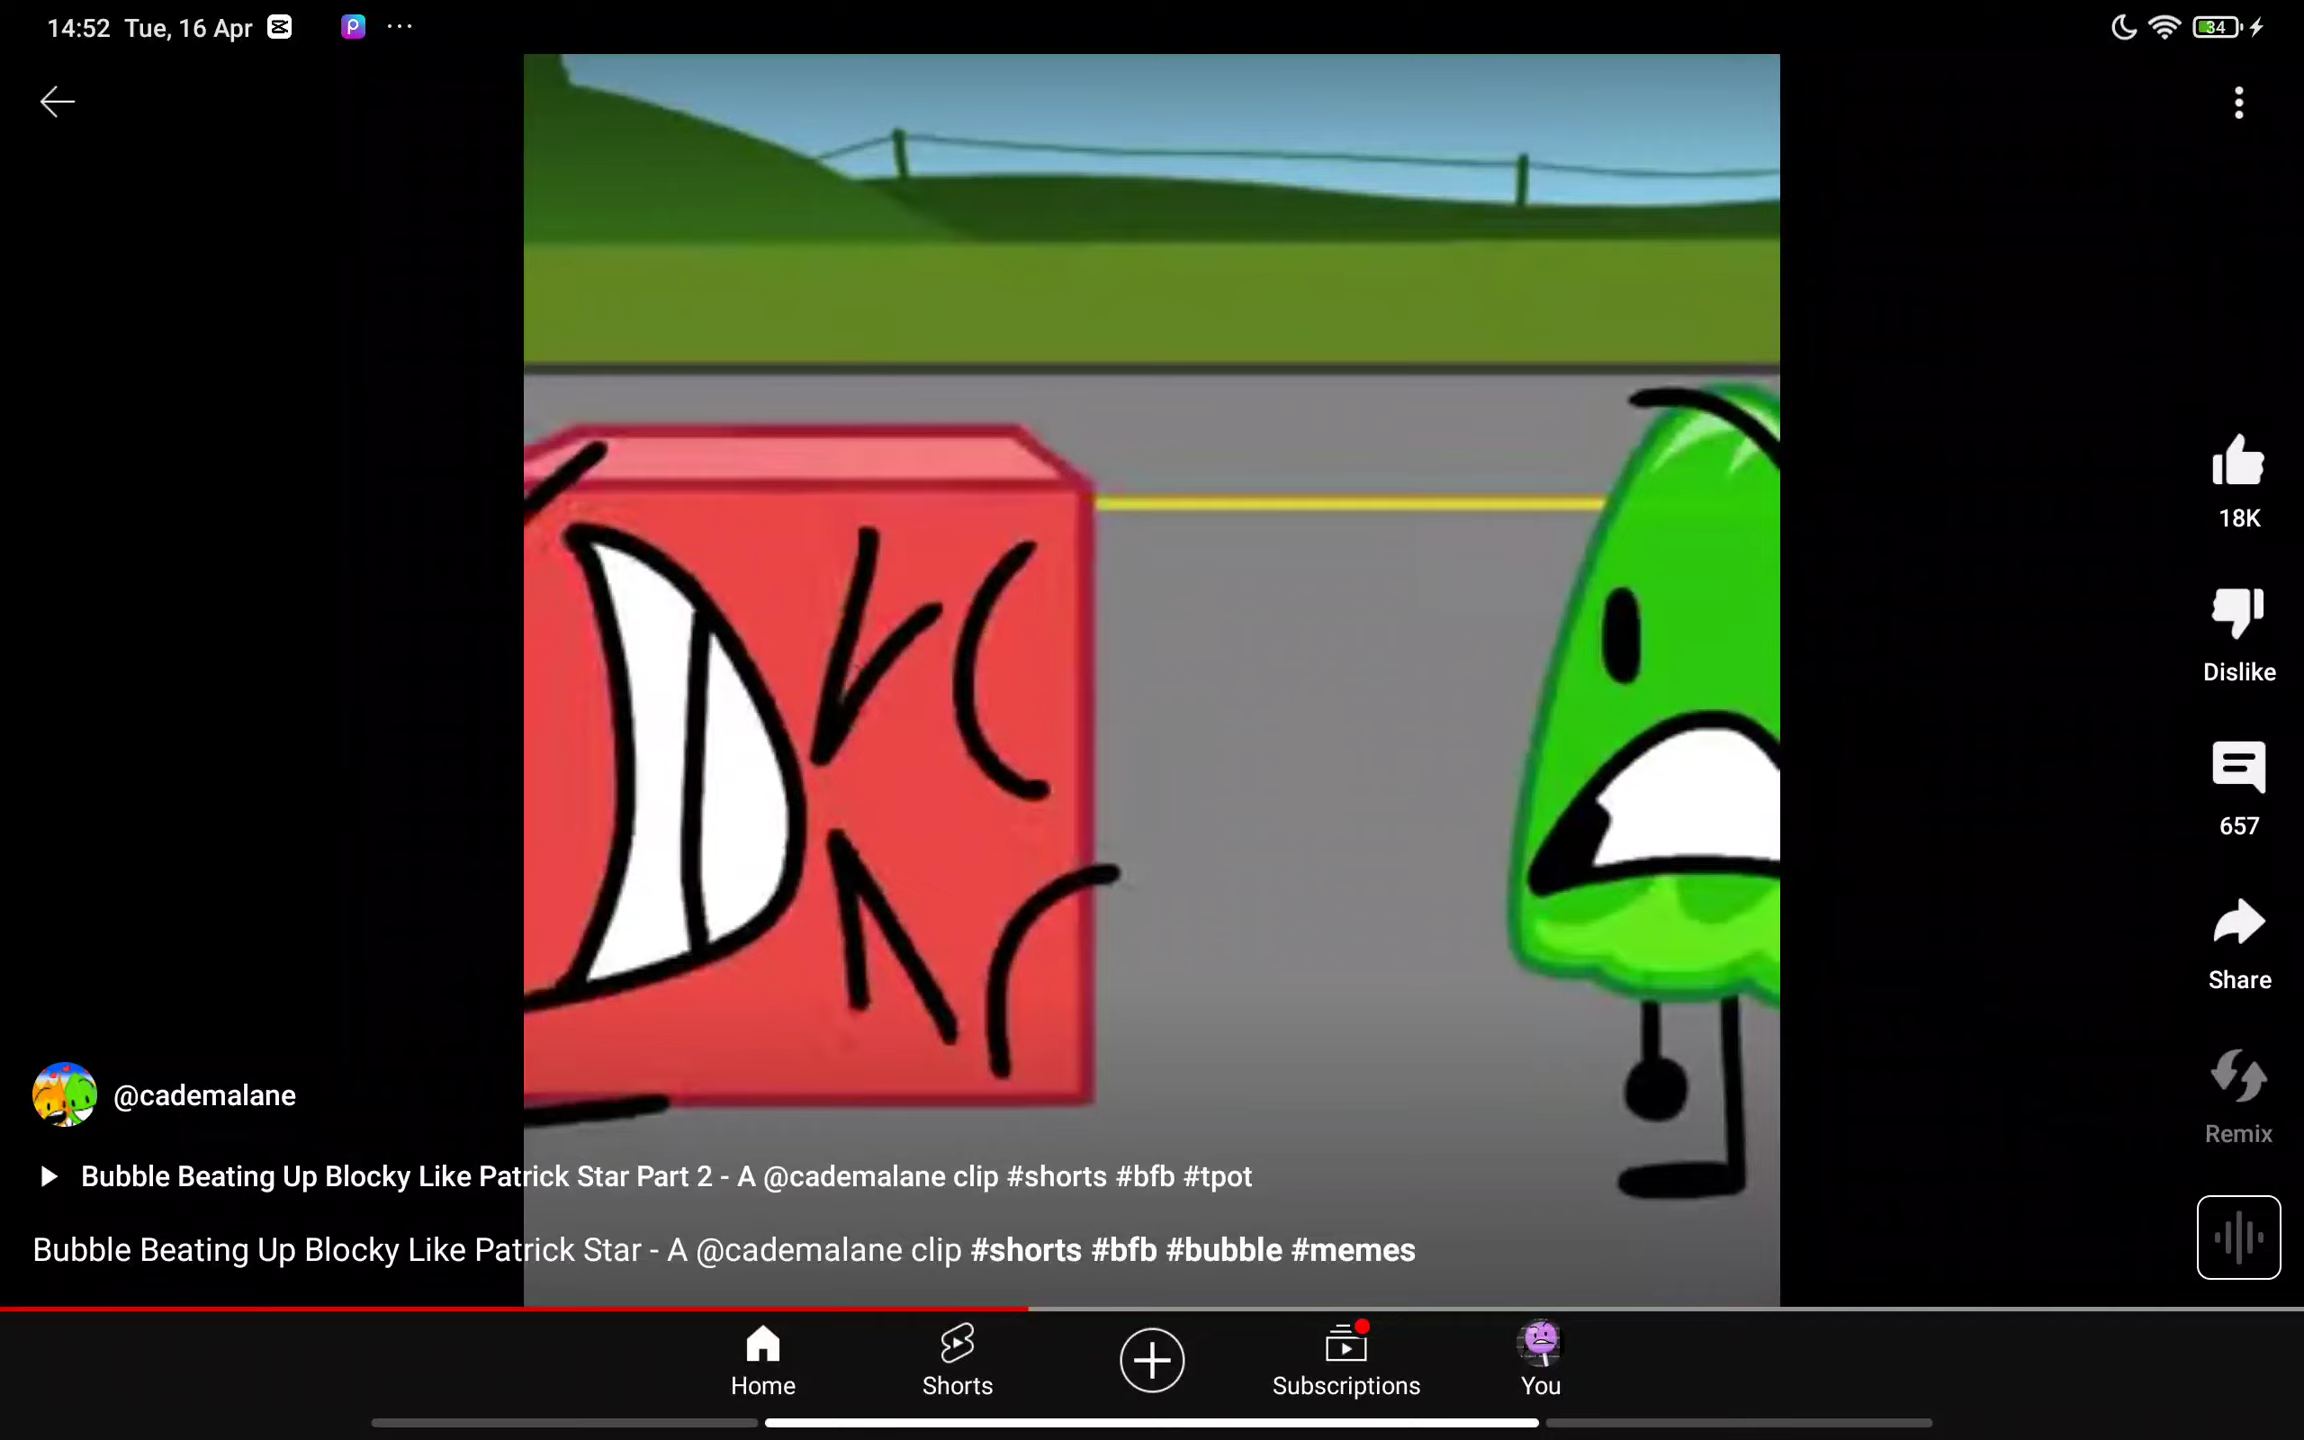 14:52 Tue, 16 Apr
34
18K
Dislike
657
Share
Remix
@cademalane
Bubble Beating Up Blocky Like Patrick Star Part 2 - A @cademalane clip #shorts #bfb #tpot
Bubble Beating Up Blocky Like Patrick Star - A @cademalane clip #shorts #bfb #bubble #memes
Home
Shorts
Subscriptions
You